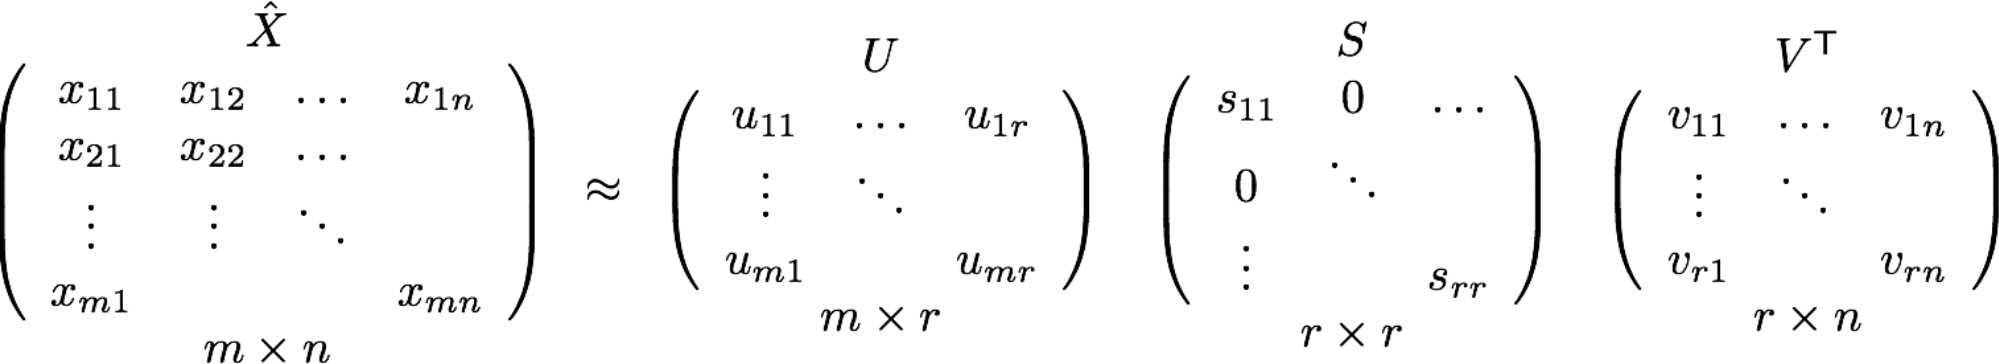 X̂ U S V⊤
x₁₁ x₁₂ … x₁ₙ u₁₁ … u₁ᵣ s₁₁ 0 … v₁₁ … v₁ₙ
x₂₁ x₂₂ …
⋮ ⋮ ⋱ ≈ ⋮ ⋱ 0 ⋱ ⋮ ⋱
xₘ₁ xₘₙ uₘ₁ uₘᵣ ⋮ sᵣᵣ vᵣ₁ vᵣₙ
m × n m × r r × r r × n